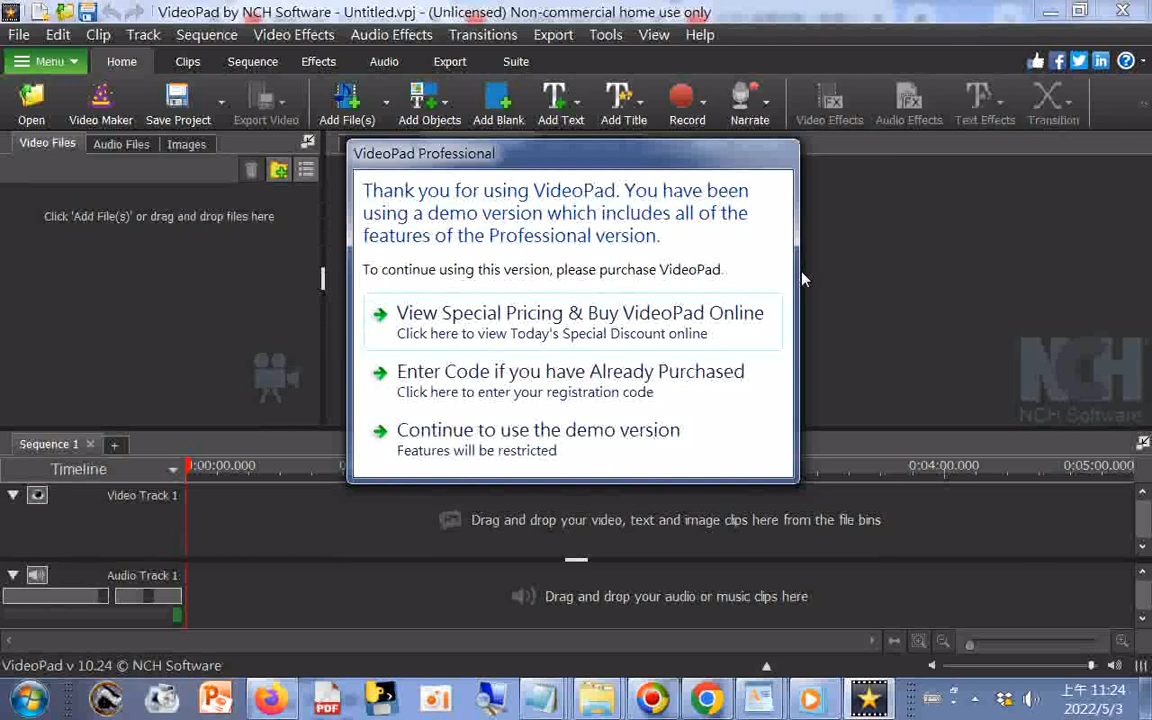 VideoPad by NCH Software - Untitled.vpj - (Unlicensed) Non-commercial home use only
File Edit Clip Track Sequence Video Effects Audio Effects Transitions Export Tools View Help
Menu Home Clips Sequence Effects Audio Export Suite
Open Video Maker Save Project Export Video Add File(s) Add Objects Add Blank Add Text Add Title Record Narrate Video Effects Audio Effects Text Effects Transition
Video Files Audio Files Images
Click 'Add File(s)' or drag and drop files here
VideoPad Professional
Thank you for using VideoPad. You have been
using a demo version which includes all of the
features of the Professional version.
To continue using this version, please purchase VideoPad.
View Special Pricing & Buy VideoPad Online
Click here to view Today's Special Discount online
Enter Code if you have Already Purchased
Click here to enter your registration code
Continue to use the demo version
Features will be restricted
NCH
NCH Software
Sequence 1
Timeline 0:00:00.000 0:04:00.000 0:05:00.000
Video Track 1
Drag and drop your video, text and image clips here from the file bins
Audio Track 1
Drag and drop your audio or music clips here
VideoPad v 10.24 © NCH Software
PDF
上午 11:24
2022/5/3